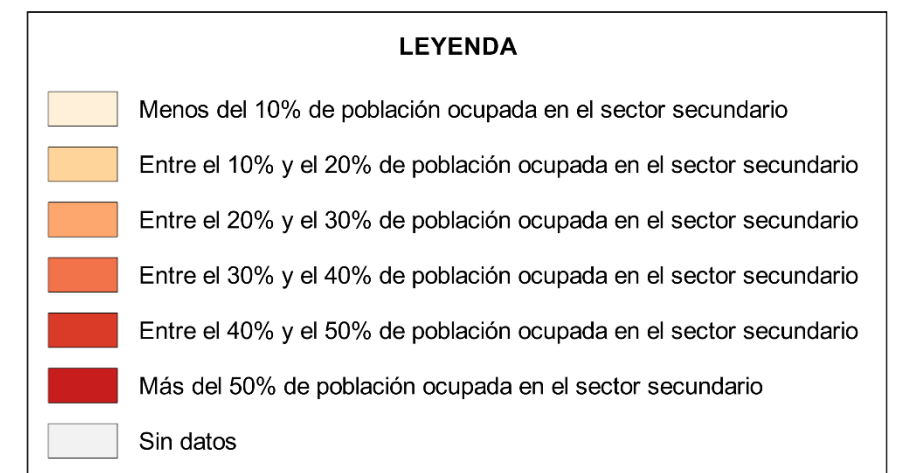 LEYENDA
Menos del 10% de población ocupada en el sector secundario
Entre el 10% y el 20% de población ocupada en el sector secundario
Entre el 20% y el 30% de población ocupada en el sector secundario
Entre el 30% y el 40% de población ocupada en el sector secundario
Entre el 40% y el 50% de población ocupada en el sector secundario
Más del 50% de población ocupada en el sector secundario
Sin datos